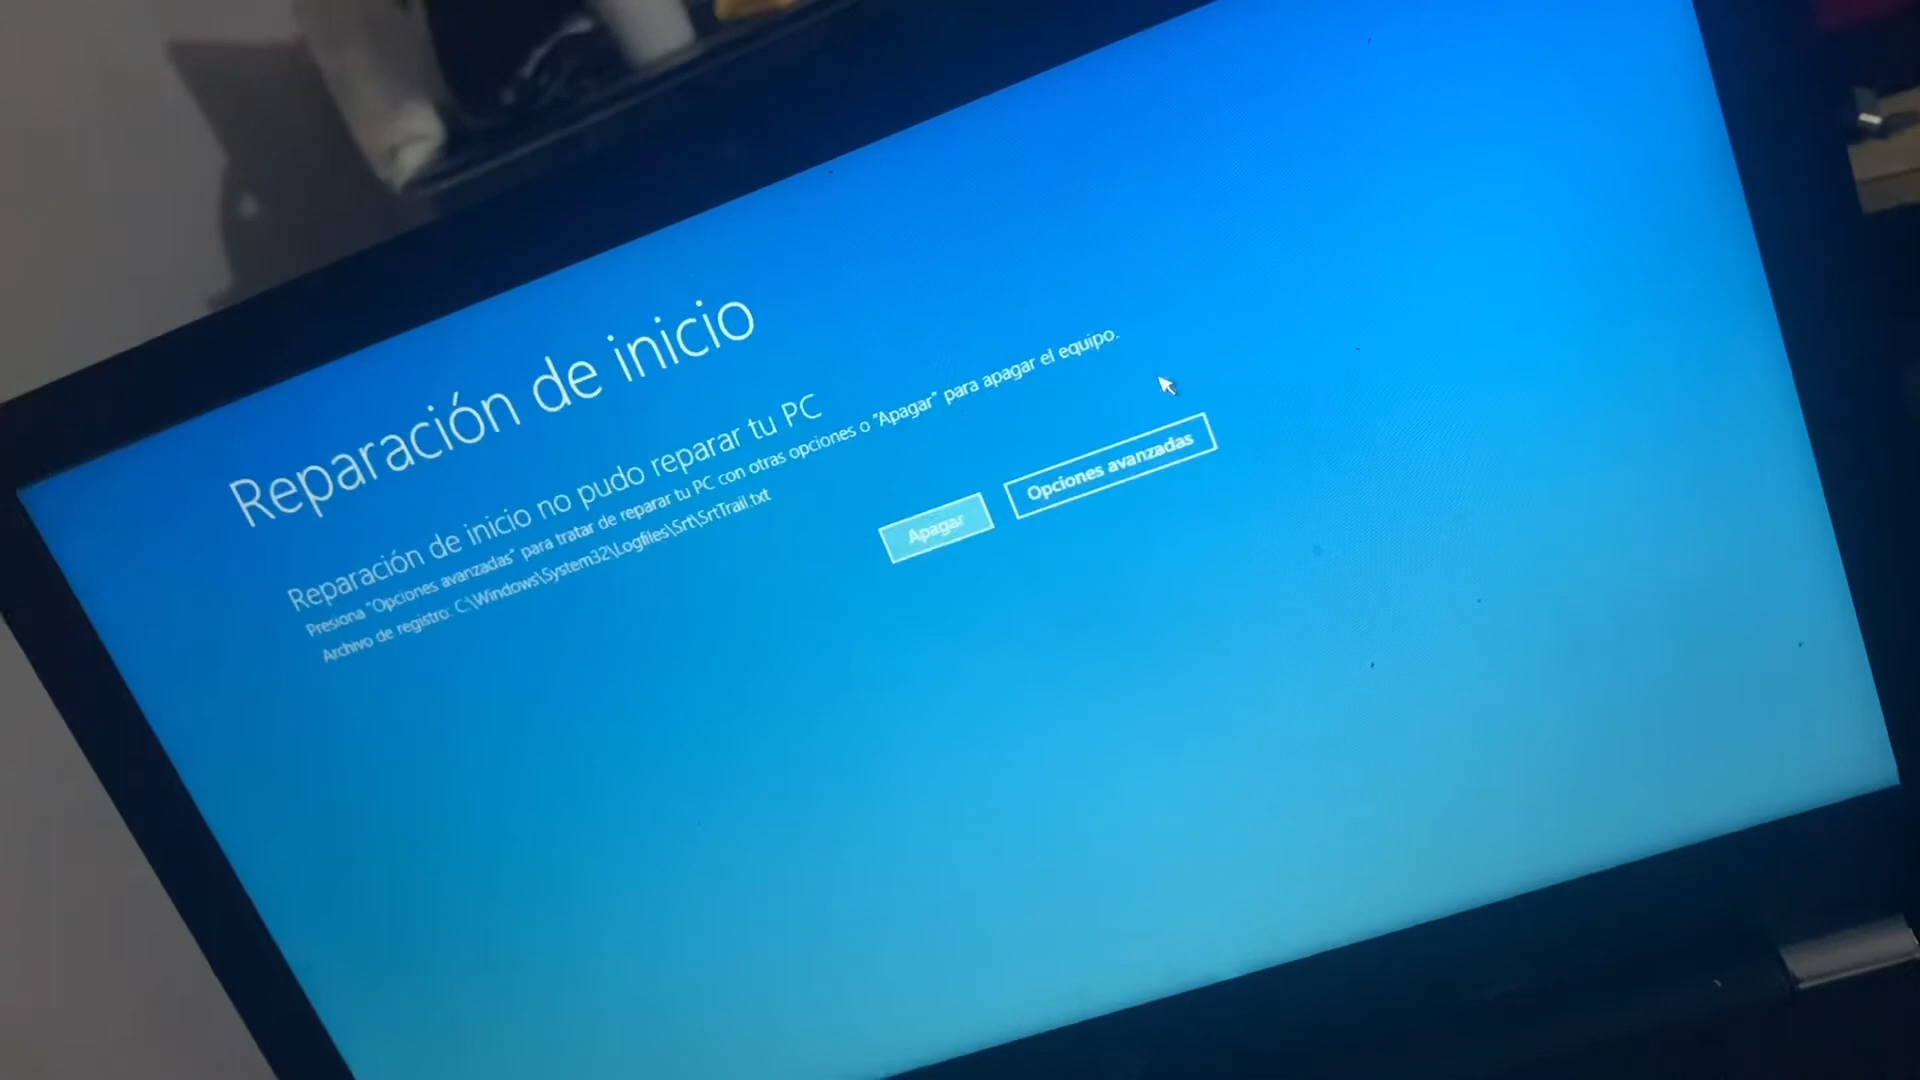 Reparación de inicio
Reparación de inicio no pudo reparar tu PC
Presiona "Opciones avanzadas" para tratar de reparar tu PC con otras opciones o "Apagar" para apagar el equipo.
Archivo de registro: C:\Windows\System32\Logfiles\Srt\SrtTrail.txt
Apagar
Opciones avanzadas